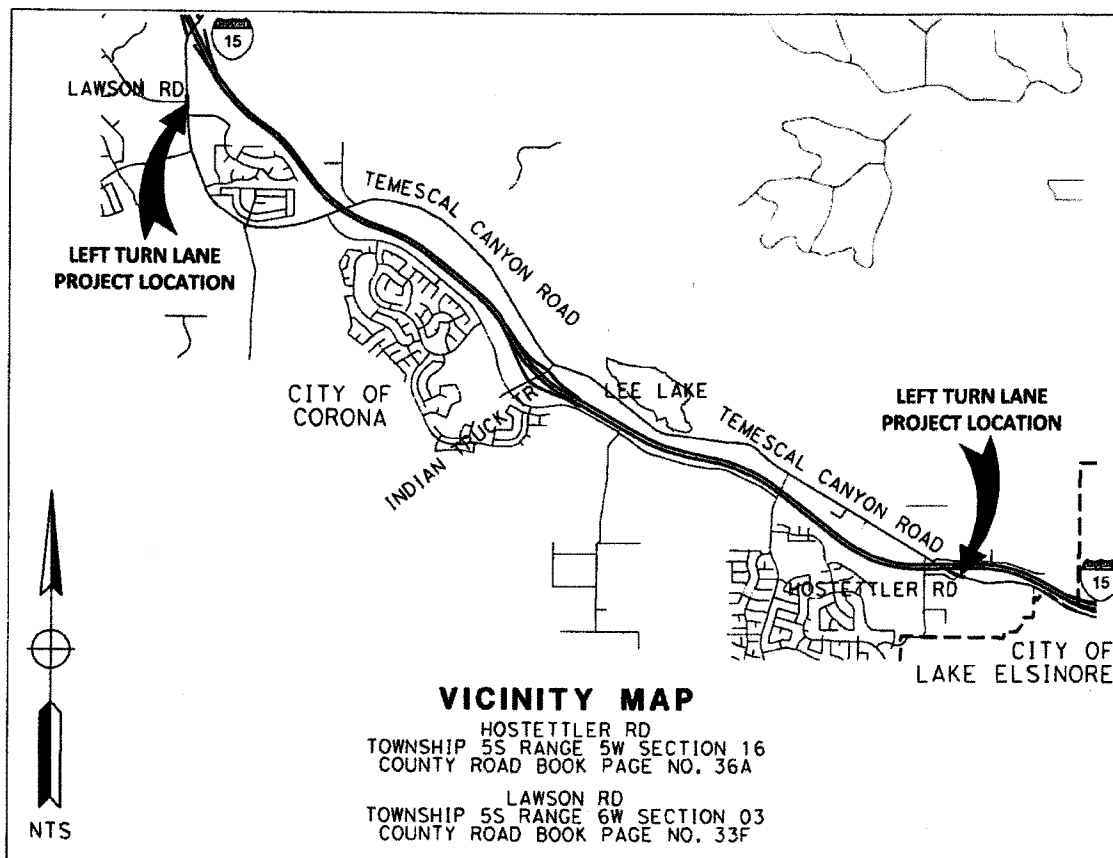 15
LAWSON RD
TEMESCAL CANYON ROAD
LEFT TURN LANE
PROJECT LOCATION
CITY OF
CORONA
INDIAN TRUCK TR
LEE LAKE
LEFT TURN LANE
PROJECT LOCATION
TEMESCAL CANYON ROAD
HOSTETTLER RD
15
CITY OF
LAKE ELSINORE
VICINITY MAP
HOSTETTLER RD
TOWNSHIP 5S RANGE 5W SECTION 16
COUNTY ROAD BOOK PAGE NO. 36A
LAWSON RD
TOWNSHIP 5S RANGE 6W SECTION 03
COUNTY ROAD BOOK PAGE NO. 33F
NTS